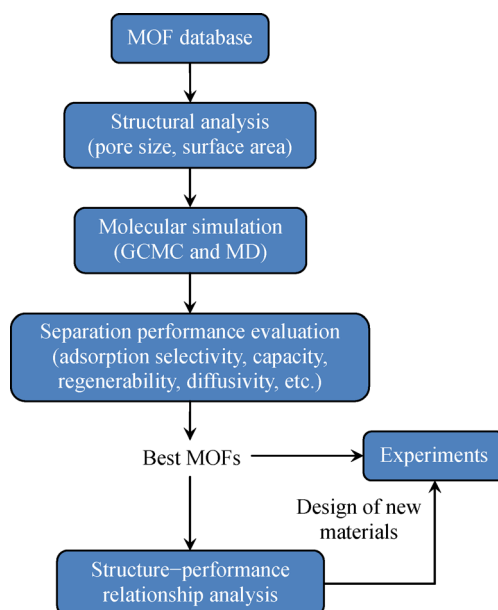 MOF database
Structural analysis
(pore size, surface area)
Molecular simulation
(GCMC and MD)
Separation performance evaluation
(adsorption selectivity, capacity,
regenerability, diffusivity, etc.)
Best MOFs
Experiments
Design of new
materials
Structure−performance
relationship analysis